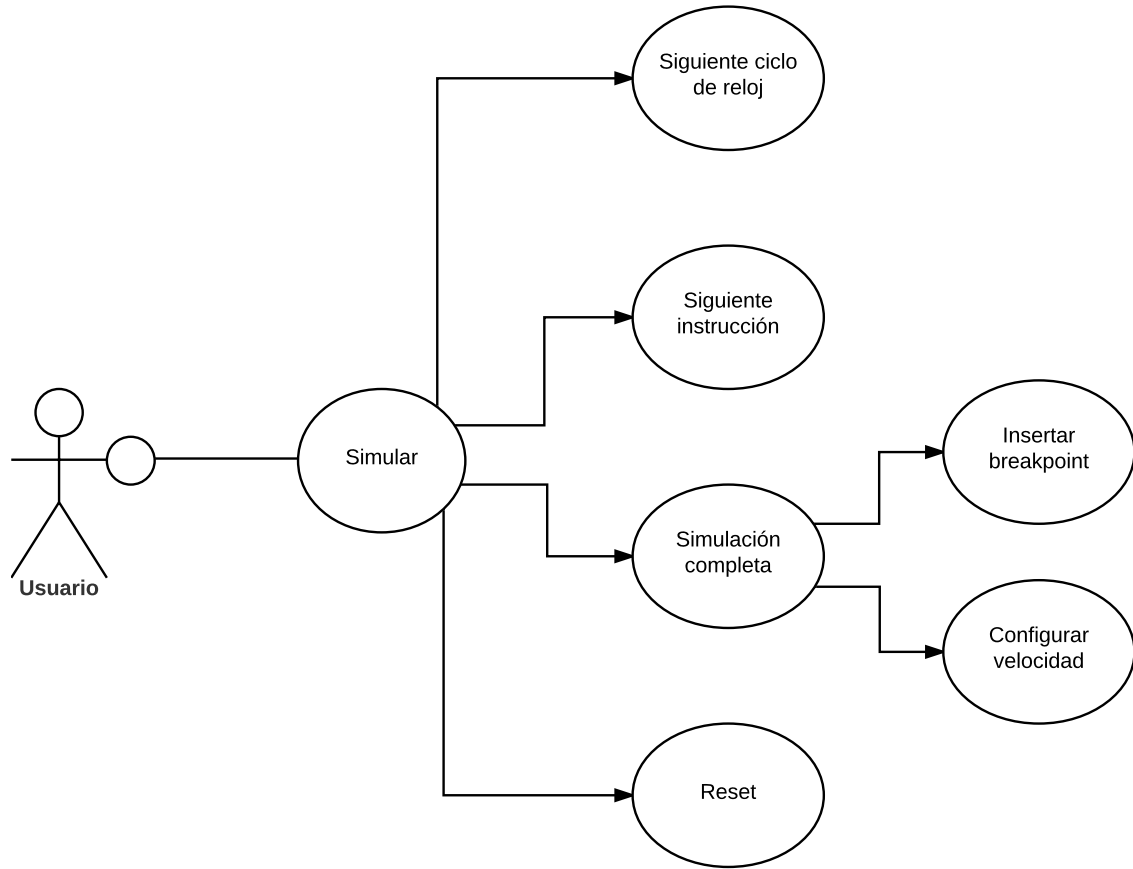 Siguiente ciclo
de reloj
Siguiente
instrucción
Insertar
breakpoint
Simular
Simulación
completa
Usuario
Configurar
velocidad
Reset